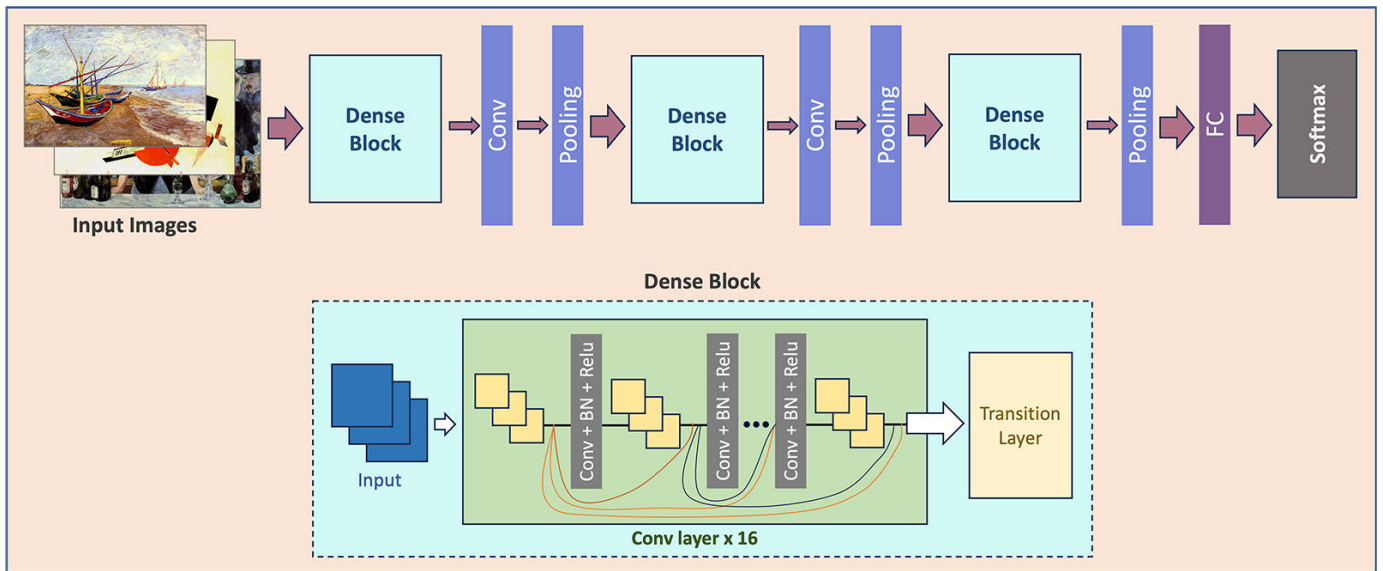 Input Images
Dense
Block
Conv
Pooling
Dense
Block
Conv
Pooling
Dense
Block
Pooling
FC
Softmax
Dense Block
Input
Conv + BN + Relu
Conv + BN + Relu
Conv + BN + Relu
Transition
Layer
Conv layer x 16